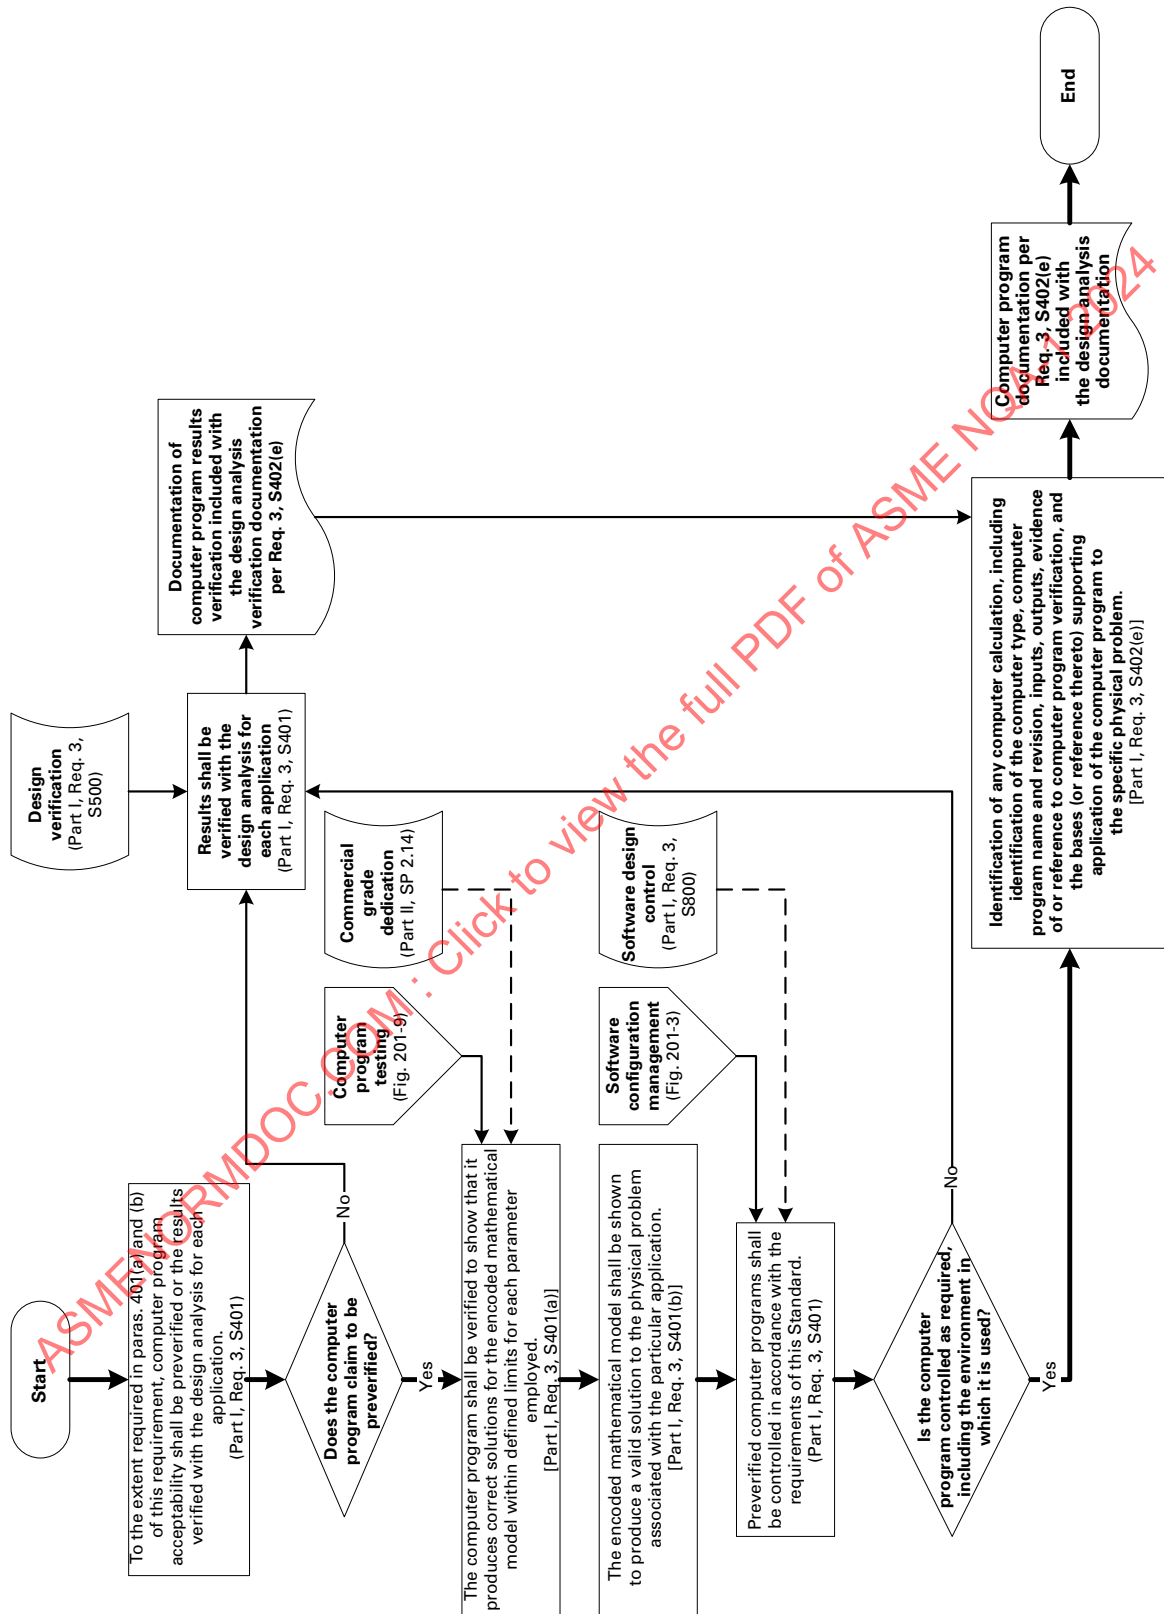 Start
To the extent required in paras. 401(a) and (b)
of this requirement, computer program
acceptability shall be preverified or the results
verified with the design analysis for each
application.
(Part I, Req. 3, S401)
Does the computer
program claim to be
preverified?
No
Yes
The computer program shall be verified to show that it
produces correct solutions for the encoded mathematical
model within defined limits for each parameter
employed.
[Part I, Req. 3, S401(a)]
The encoded mathematical model shall be shown
to produce a valid solution to the physical problem
associated with the particular application.
[Part I, Req. 3, S401((b)]
Preverified computer programs shall
be controlled in accordance with the
requirements of this Standard.
(Part I, Req. 3, S401)
Is the computer
program controlled as required,
including the environment in
which it is used?
No
Yes
Computer
program
testing
(Fig. 201-9)
Commercial
grade
dedication
(Part II, SP 2.14)
Software
configuration
management
(Fig. 201-3)
Software design
control
(Part I, Req. 3,
S800)
Design
verification
(Part I, Req. 3,
S500)
Results shall be
verified with the
design analysis for
each application
(Part I, Req. 3, S401)
Documentation of
computer program results
verification included with
the design analysis
verification documentation
per Req. 3, S402(e)
Identification of any computer calculation, including
identification of the computer type, computer
program name and revision, inputs, outputs, evidence
of or reference to computer program verification, and
the bases (or reference thereto) supporting
application of the computer program to
the specific physical problem.
[Part I, Req. 3, S402(e)]
Computer program
documentation per
Req. 3, S402(e)
included with
the design analysis
documentation
End
ASMENORMDOC.COM : Click to view the full PDF of ASME NQA-1 2024